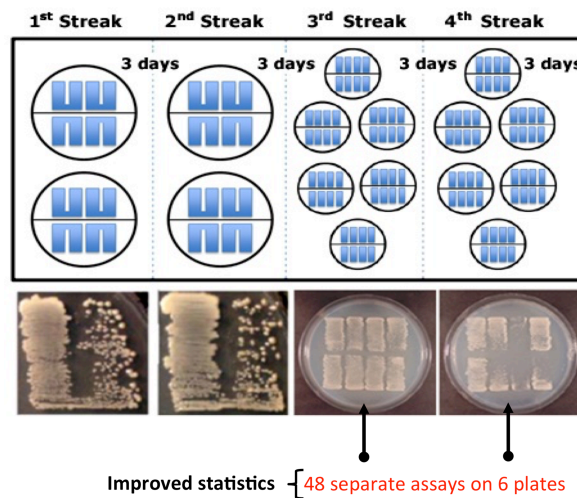 1st Streak 2nd Streak 3rd Streak 4th Streak
3 days 3 days 3 days 3 days
Improved statistics { 48 separate assays on 6 plates